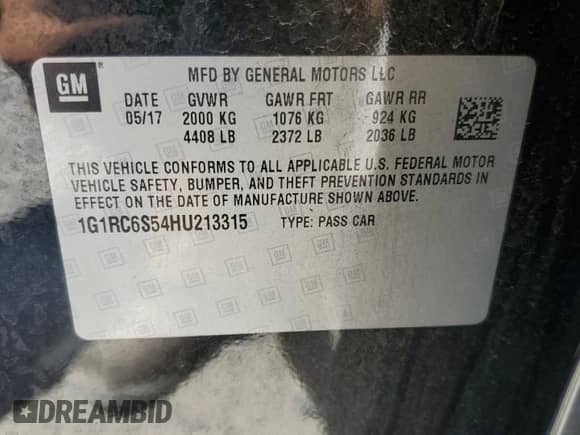 GM ®
MFD BY GENERAL MOTORS LLC
DATE GVWR GAWR FRT GAWR RR
05/17 2000 KG 1076 KG 924 KG
4408 LB 2372 LB 2036 LB
THIS VEHICLE CONFORMS TO ALL APPLICABLE U.S. FEDERAL MOTOR
VEHICLE SAFETY, BUMPER, AND THEFT PREVENTION STANDARDS IN
EFFECT ON THE DATE OF MANUFACTURE SHOWN ABOVE.
1G1RC6S54HU213315 TYPE: PASS CAR
DREAMBID